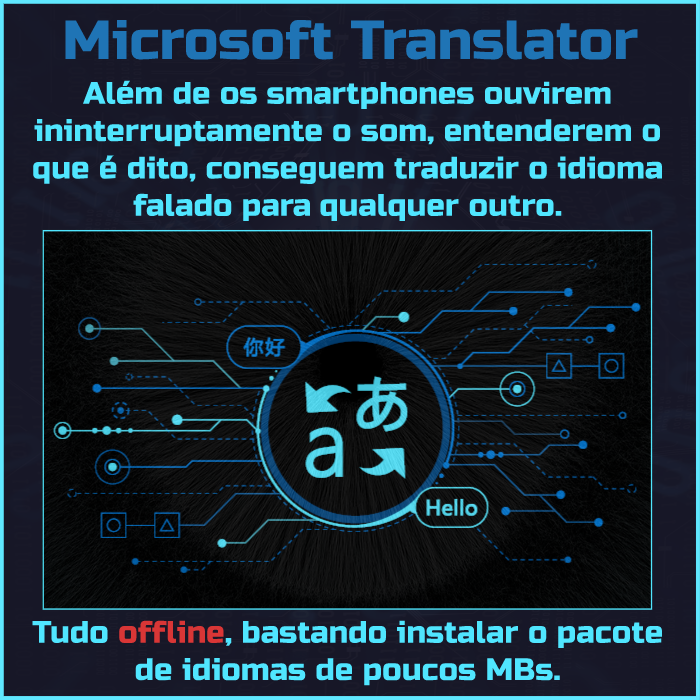 Microsoft Translator
Além de os smartphones ouvirem
ininterruptamente o som, entenderem o
que é dito, conseguem traduzir o idioma
falado para qualquer outro.
你好
あ
a
Hello
Tudo offline, bastando instalar o pacote
de idiomas de poucos MBs.